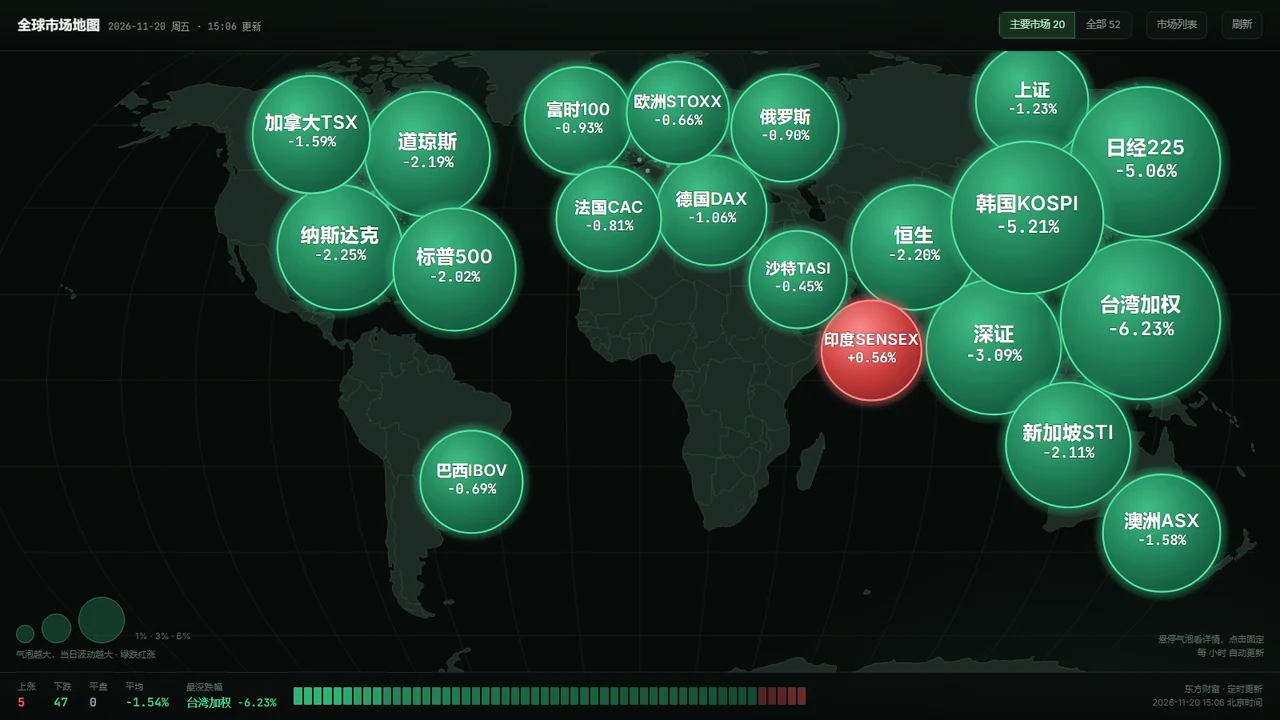 全球市场地图 2026-11-20 周五 · 15:06 更新
主要市场 20 全部 52 市场列表 刷新
加拿大TSX
-1.59%
道琼斯
-2.19%
纳斯达克
-2.25%
标普500
-2.02%
富时100
-0.93%
欧洲STOXX
-0.66%
俄罗斯
-0.90%
法国CAC
-0.81%
德国DAX
-1.06%
沙特TASI
-0.45%
上证
-1.23%
日经225
-5.06%
韩国KOSPI
-5.21%
恒生
-2.20%
台湾加权
-6.23%
印度SENSEX
+0.56%
深证
-3.09%
新加坡STI
-2.11%
巴西IBOV
-0.69%
澳洲ASX
-1.58%
1% · 3% · 6%
气泡越大，当日波动越大 · 绿跌红涨
悬停气泡看详情，点击固定
每 小时 自动更新
上涨 下跌 平盘 平均 最深跌幅
5 47 0 -1.54% 台湾加权 -6.23%
东方财富 · 定时更新
2026-11-20 15:06 北京时间